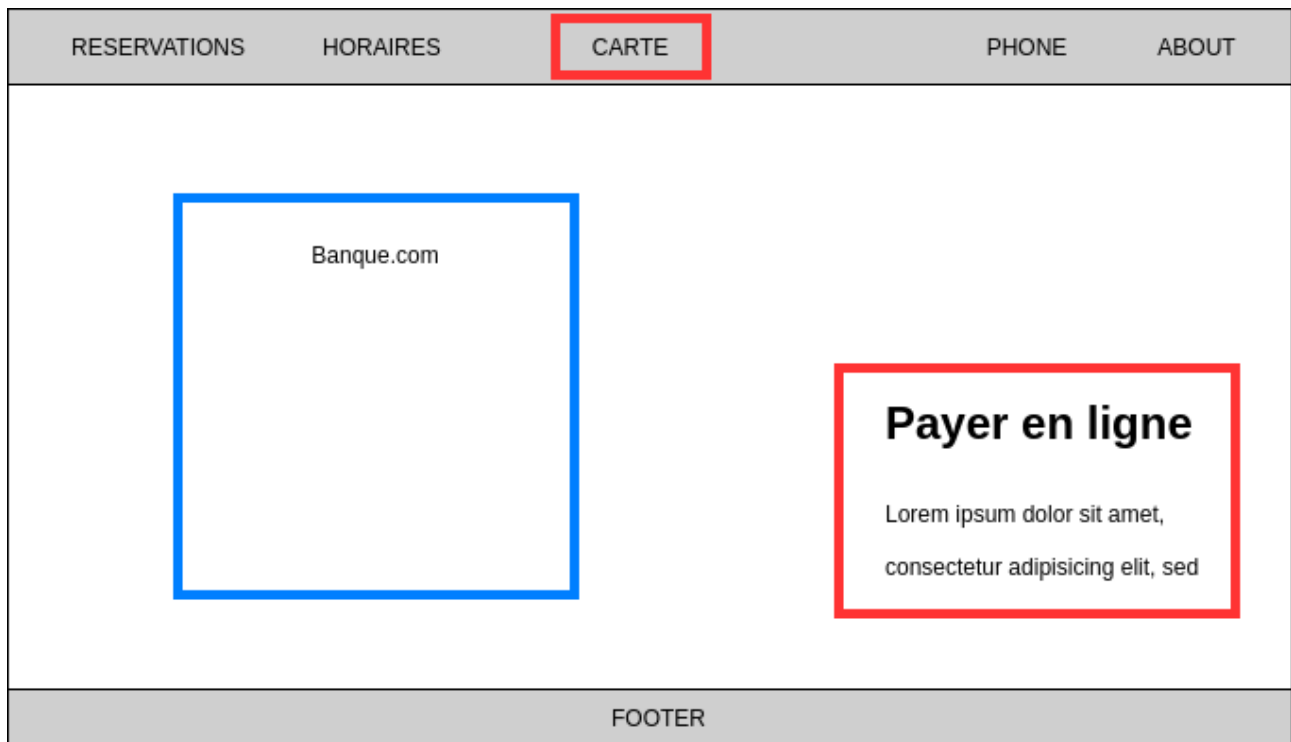 RESERVATIONS HORAIRES CARTE PHONE ABOUT
Banque.com
Payer en ligne
Lorem ipsum dolor sit amet,
consectetur adipisicing elit, sed
FOOTER